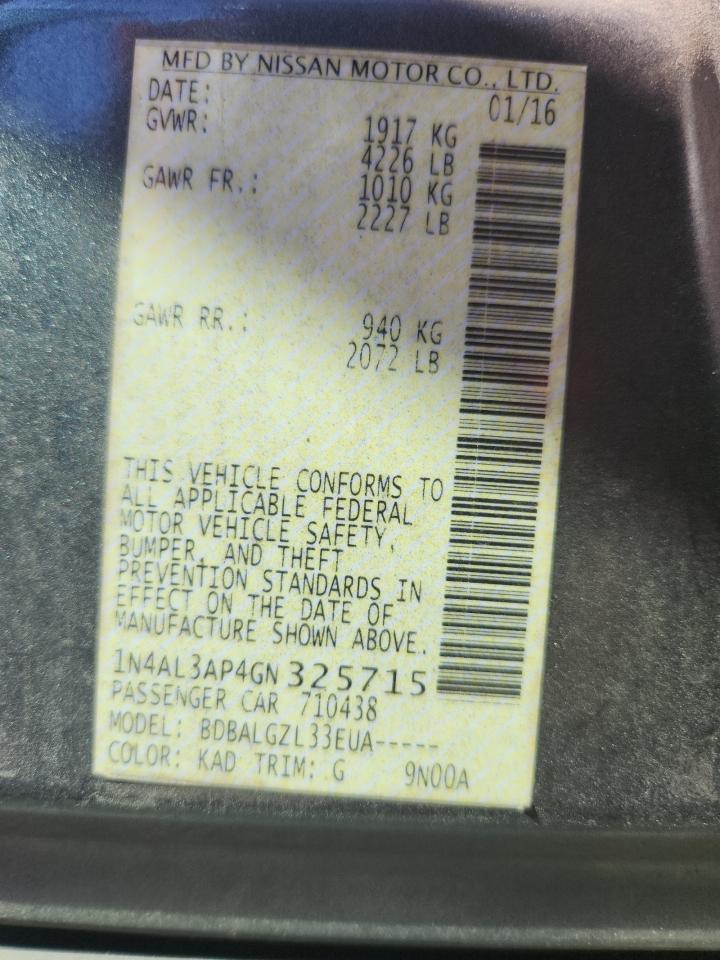 MFD BY NISSAN MOTOR CO., LTD.
DATE: 01/16
GVWR: 1917 KG
4226 LB
GAWR FR.: 1010 KG
2227 LB
GAWR RR.: 940 KG
2072 LB
THIS VEHICLE CONFORMS TO
ALL APPLICABLE FEDERAL
MOTOR VEHICLE SAFETY,
BUMPER, AND THEFT
PREVENTION STANDARDS IN
EFFECT ON THE DATE OF
MANUFACTURE SHOWN ABOVE.
1N4AL3AP4GN325715
PASSENGER CAR 710438
MODEL: BDBALGZL33EUA-----
COLOR: KAD TRIM: G 9N00A